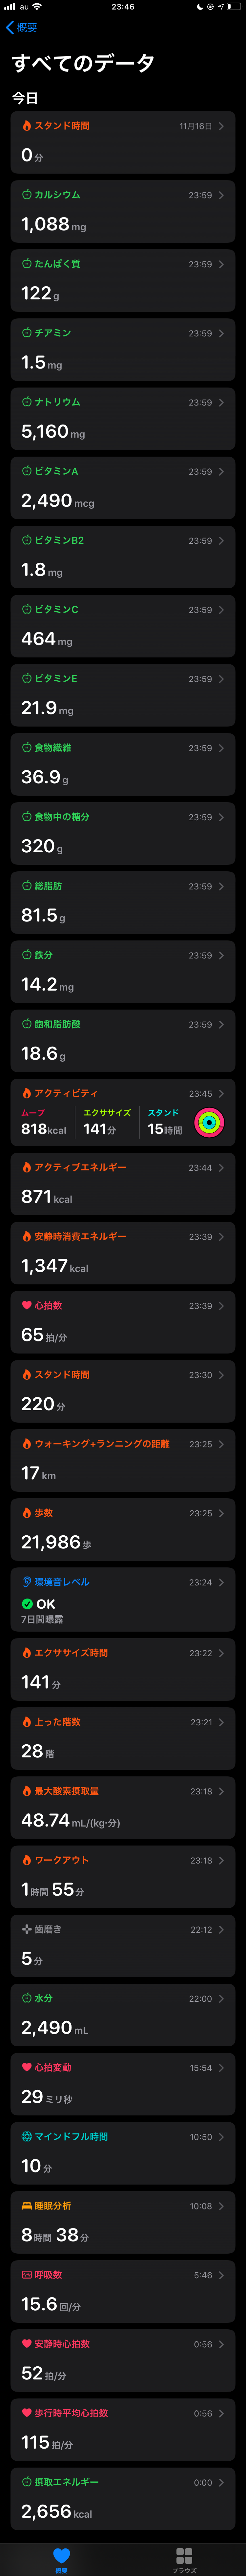 au
23:46
概要
すべてのデータ
今日
スタンド時間 11月16日
0分
カルシウム 23:59
1,088mg
たんぱく質 23:59
122g
チアミン 23:59
1.5mg
ナトリウム 23:59
5,160mg
ビタミンA 23:59
2,490mcg
ビタミンB2 23:59
1.8mg
ビタミンC 23:59
464mg
ビタミンE 23:59
21.9mg
食物繊維 23:59
36.9g
食物中の糖分 23:59
320g
総脂肪 23:59
81.5g
鉄分 23:59
14.2mg
飽和脂肪酸 23:59
18.6g
アクティビティ 23:45
ムーブ エクササイズ スタンド
818kcal 141分 15時間
アクティブエネルギー 23:44
871kcal
安静時消費エネルギー 23:39
1,347kcal
心拍数 23:39
65拍/分
スタンド時間 23:30
220分
ウォーキング+ランニングの距離 23:25
17km
歩数 23:25
21,986歩
環境音レベル 23:24
OK
7日間曝露
エクササイズ時間 23:22
141分
上った階数 23:21
28階
最大酸素摂取量 23:18
48.74mL/(kg·分)
ワークアウト 23:18
1時間 55分
歯磨き 22:12
5分
水分 22:00
2,490mL
心拍変動 15:54
29ミリ秒
マインドフル時間 10:50
10分
睡眠分析 10:08
8時間 38分
呼吸数 5:46
15.6回/分
安静時心拍数 0:56
52拍/分
歩行時平均心拍数 0:56
115拍/分
摂取エネルギー 0:00
2,656kcal
概要 ブラウズ